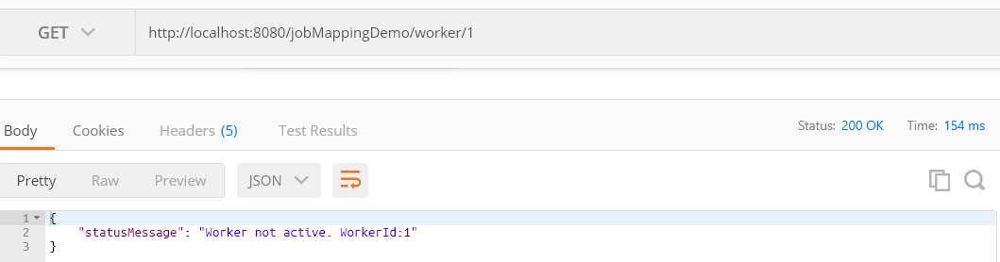 GET http://localhost:8080/jobMappingDemo/worker/1
Body Cookies Headers (5) Test Results Status: 200 OK Time: 154 ms
Pretty Raw Preview JSON
1 {
2 "statusMessage": "Worker not active. WorkerId:1"
3 }